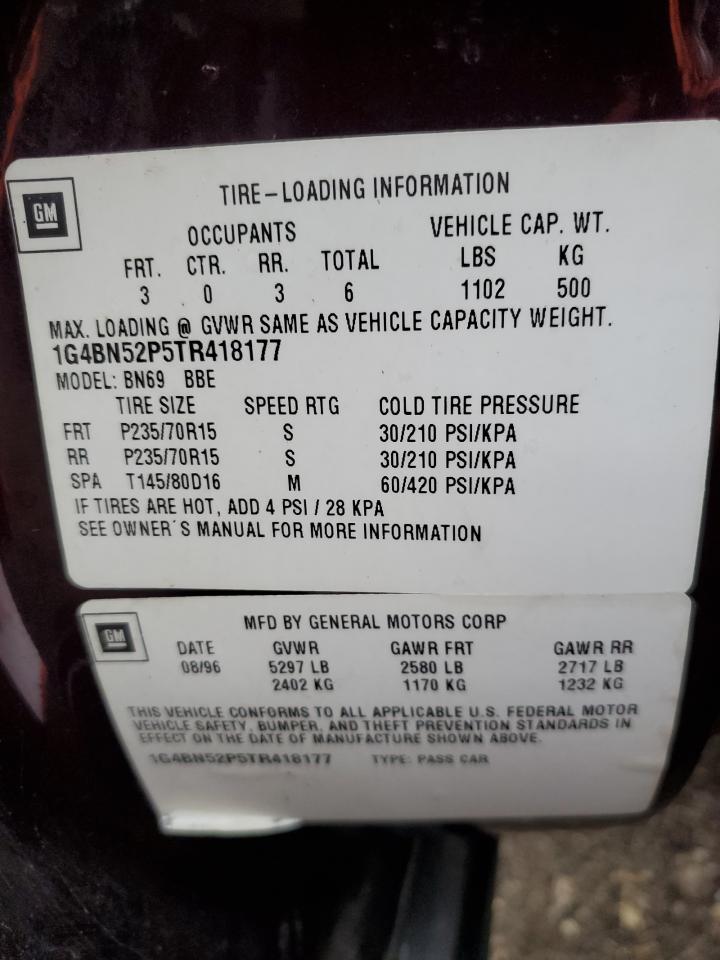 GM
TIRE-LOADING INFORMATION
OCCUPANTS VEHICLE CAP. WT.
FRT. CTR. RR. TOTAL LBS KG
3 0 3 6 1102 500
MAX. LOADING @ GVWR SAME AS VEHICLE CAPACITY WEIGHT.
1G4BN52P5TR418177
MODEL: BN69 BBE
TIRE SIZE SPEED RTG COLD TIRE PRESSURE
FRT P235/70R15 S 30/210 PSI/KPA
RR P235/70R15 S 30/210 PSI/KPA
SPA T145/80D16 M 60/420 PSI/KPA
IF TIRES ARE HOT, ADD 4 PSI / 28 KPA
SEE OWNER'S MANUAL FOR MORE INFORMATION
GM
MFD BY GENERAL MOTORS CORP
DATE GVWR GAWR FRT GAWR RR
08/96 5297 LB 2580 LB 2717 LB
2402 KG 1170 KG 1232 KG
THIS VEHICLE CONFORMS TO ALL APPLICABLE U.S. FEDERAL MOTOR
VEHICLE SAFETY, BUMPER, AND THEFT PREVENTION STANDARDS IN
EFFECT ON THE DATE OF MANUFACTURE SHOWN ABOVE.
1G4BN52P5TR418177 TYPE: PASS CAR